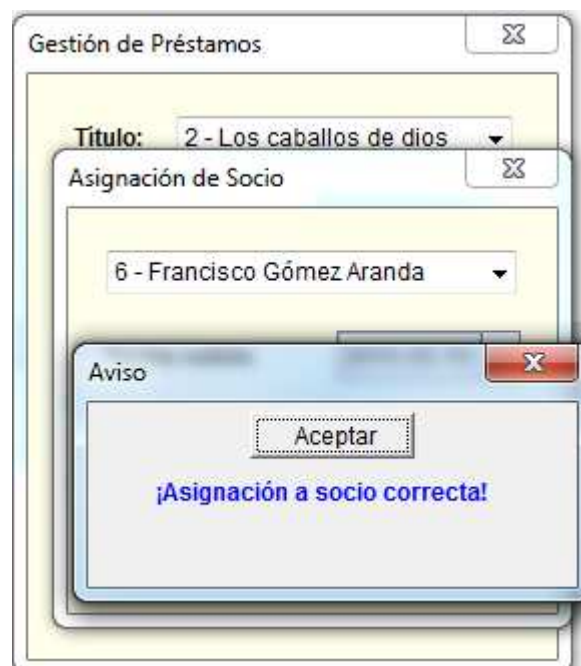 Gestión de Préstamos
Titulo: 2 - Los caballos de dios
Asignación de Socio
6 - Francisco Gómez Aranda
Aviso
Aceptar
¡Asignación a socio correcta!